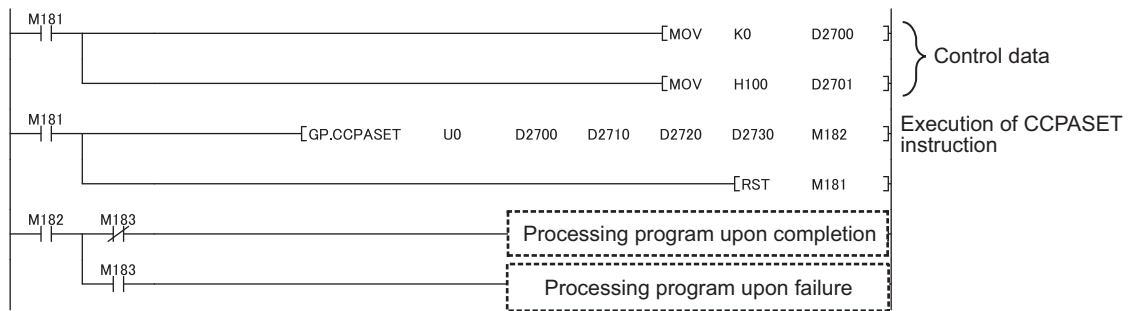 M181
[MOV K0 D2700 ]
Control data
[MOV H100 D2701 ]
M181
[GP.CCPASET U0 D2700 D2710 D2720 D2730 M182 ]
Execution of CCPASET
instruction
[RST M181 ]
M182 M183
Processing program upon completion
M183
Processing program upon failure